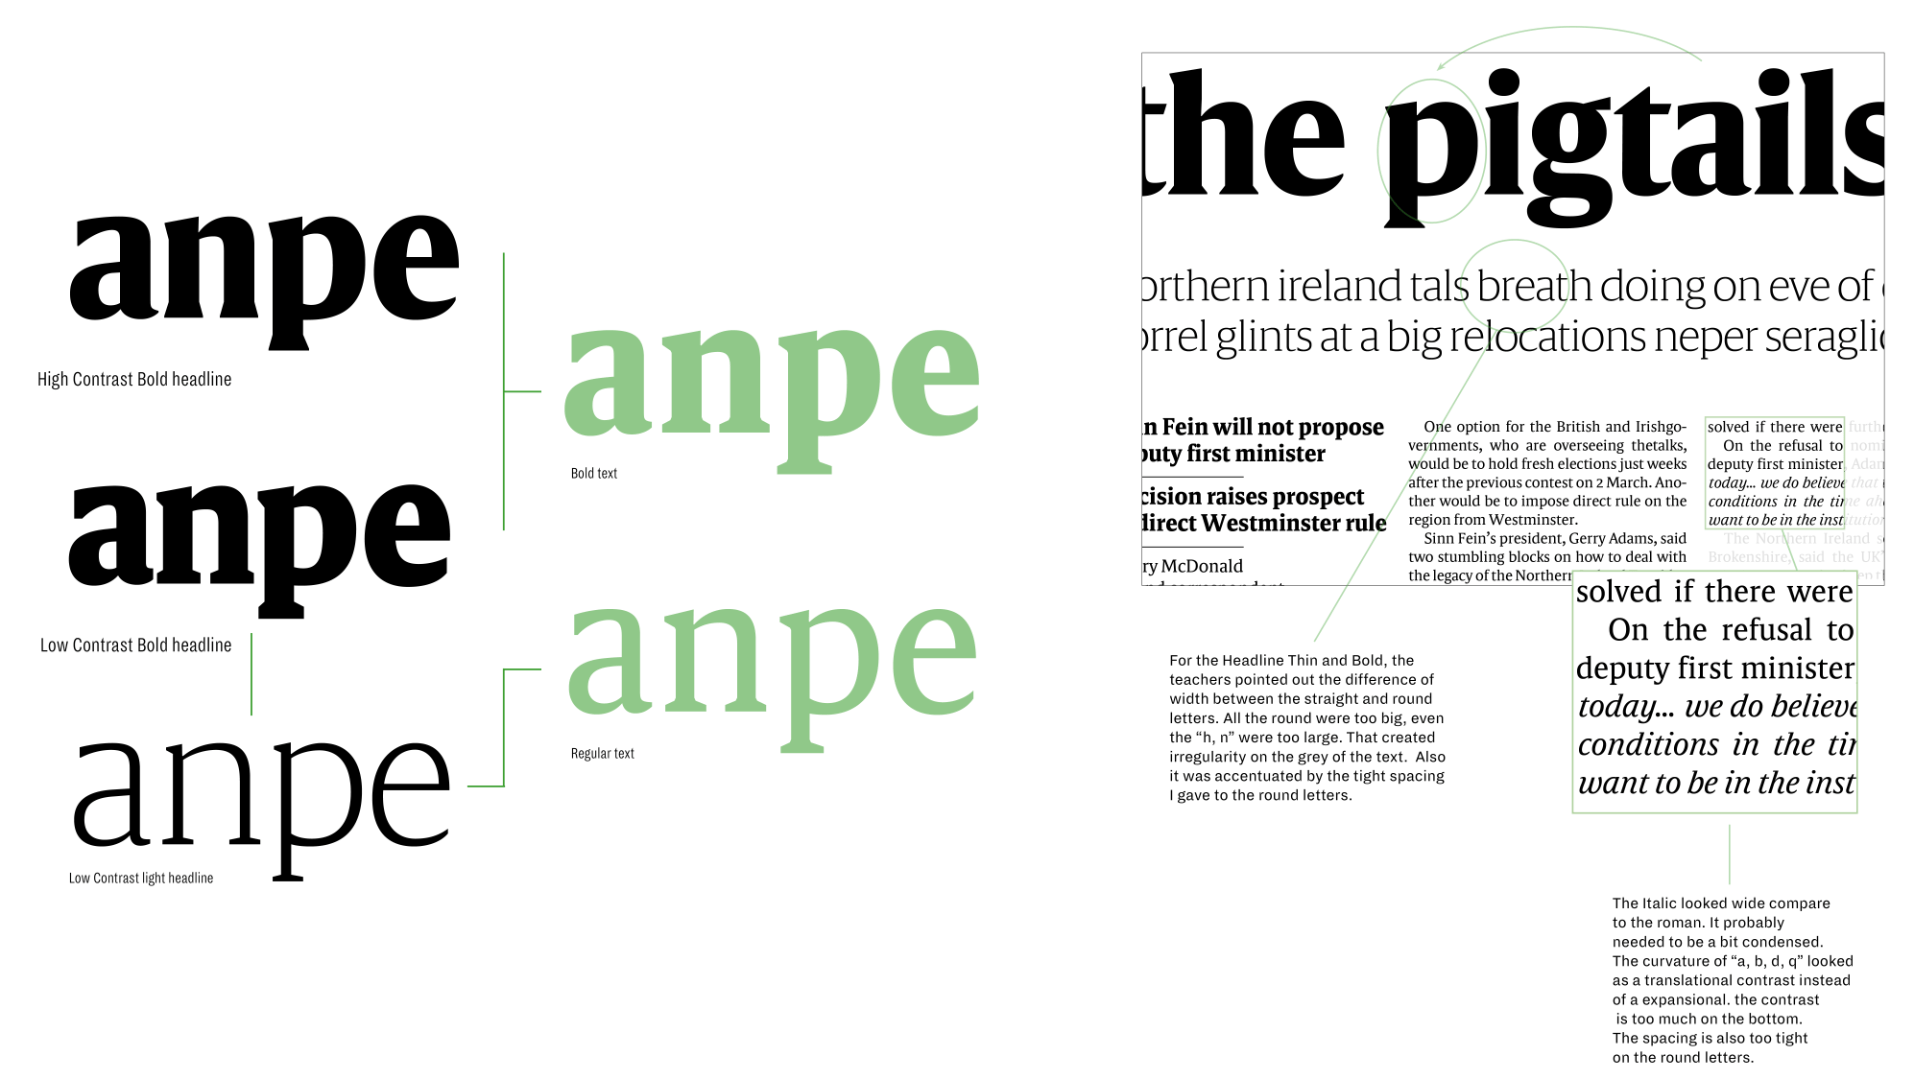 anpe
High Contrast Bold headline
anpe
Low Contrast Bold headline
anpe
Low Contrast light headline
anpe
Bold text
anpe
Regular text
the pigtails
orthern ireland tals breath doing on eve of
orrel glints at a big relocations neper seraglio
nn Fein will not propose
puty first minister
cision raises prospect
direct Westminster rule
ry McDonald
One option for the British and Irishgo-
vernments, who are overseeing thetalks,
would be to hold fresh elections just weeks
after the previous contest on 2 March. Ano-
ther would be to impose direct rule on the
region from Westminster.
Sinn Fein’s president, Gerry Adams, said
two stumbling blocks on how to deal with
the legacy of the Northern
solved if there were furth
On the refusal to nomi
deputy first minister, Adam
today... we do believe that
conditions in the time ah
want to be in the institution
The Northern Ireland s
Brokenshire, said the UK’
solved if there were
On the refusal to
deputy first minister
today... we do believe
conditions in the tir
want to be in the inst
For the Headline Thin and Bold, the
teachers pointed out the difference of
width between the straight and round
letters. All the round were too big, even
the “h, n” were too large. That created
irregularity on the grey of the text.  Also
it was accentuated by the tight spacing
I gave to the round letters.
The Italic looked wide compare
to the roman. It probably
needed to be a bit condensed.
The curvature of “a, b, d, q” looked
as a translational contrast instead
of a expansional. the contrast
is too much on the bottom.
The spacing is also too tight
on the round letters.